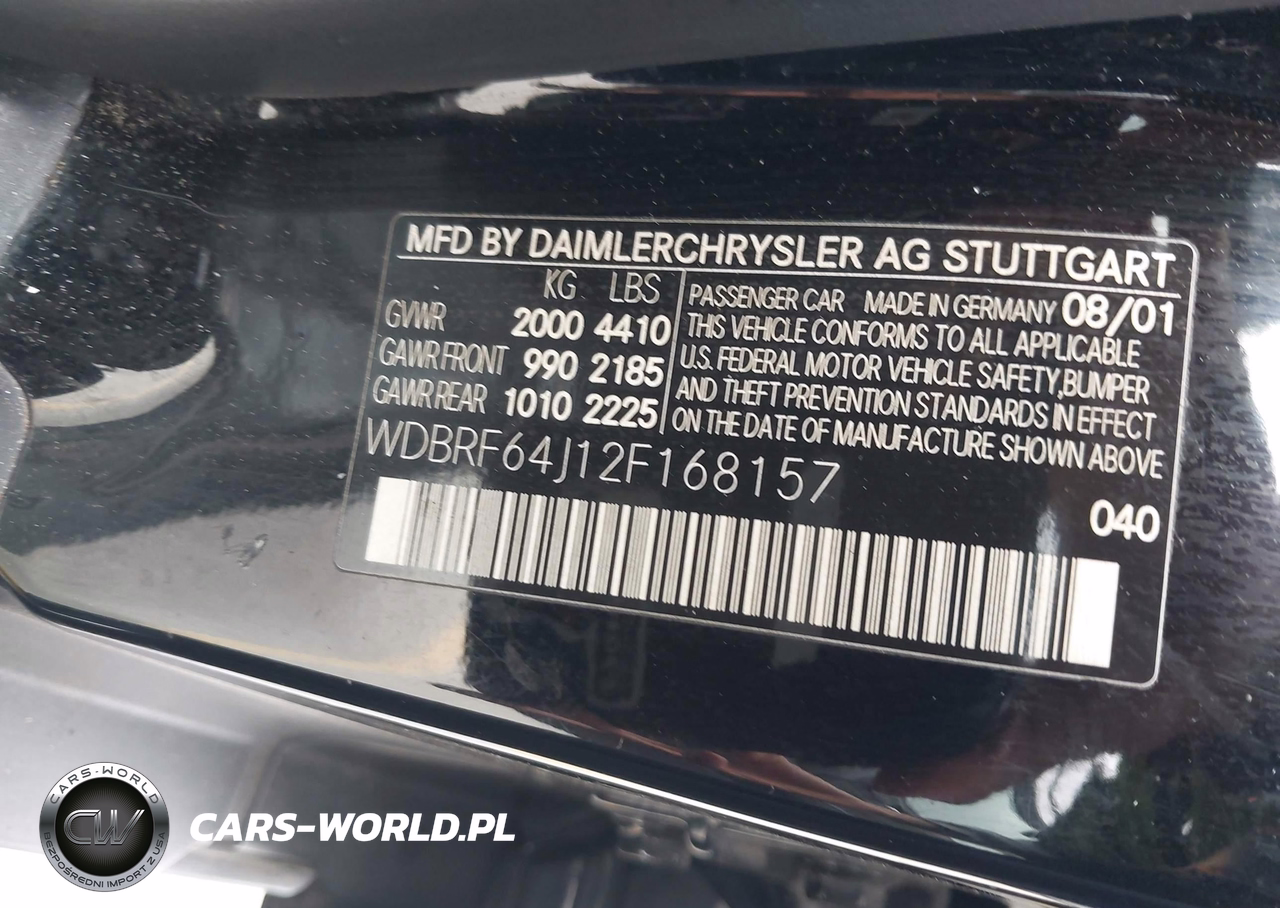 MFD BY DAIMLERCHRYSLER AG STUTTGART
KG LBS
GVWR 2000 4410
GAWR FRONT 990 2185
GAWR REAR 1010 2225
PASSENGER CAR MADE IN GERMANY 08/01
THIS VEHICLE CONFORMS TO ALL APPLICABLE
U.S. FEDERAL MOTOR VEHICLE SAFETY,BUMPER
AND THEFT PREVENTION STANDARDS IN EFFECT
ON THE DATE OF MANUFACTURE SHOWN ABOVE
WDBRF64J12F168157
040
CARS-WORLD
CW
BEZPOŚREDNI IMPORT Z USA
CARS-WORLD.PL